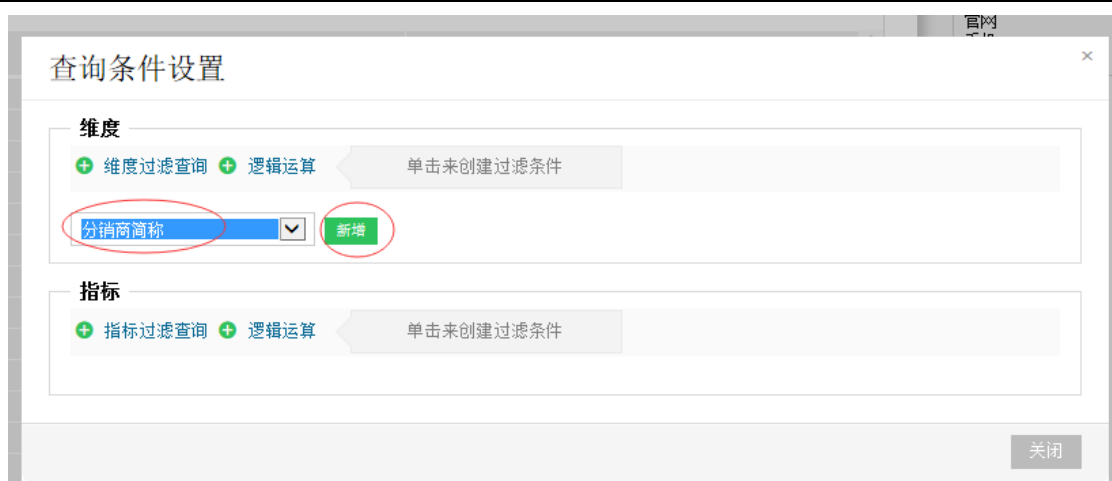 官网
查询条件设置
×
维度
维度过滤查询 逻辑运算 单击来创建过滤条件
分销商简称 新增
指标
指标过滤查询 逻辑运算 单击来创建过滤条件
关闭